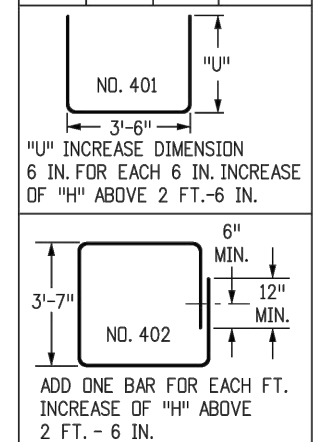 "U"
NO. 401
3'-6"
"U" INCREASE DIMENSION
6 IN. FOR EACH 6 IN. INCREASE
OF "H" ABOVE 2 FT.-6 IN.
6"
MIN.
3'-7"
12"
MIN.
NO. 402
ADD ONE BAR FOR EACH FT.
INCREASE OF "H" ABOVE
2 FT. - 6 IN.